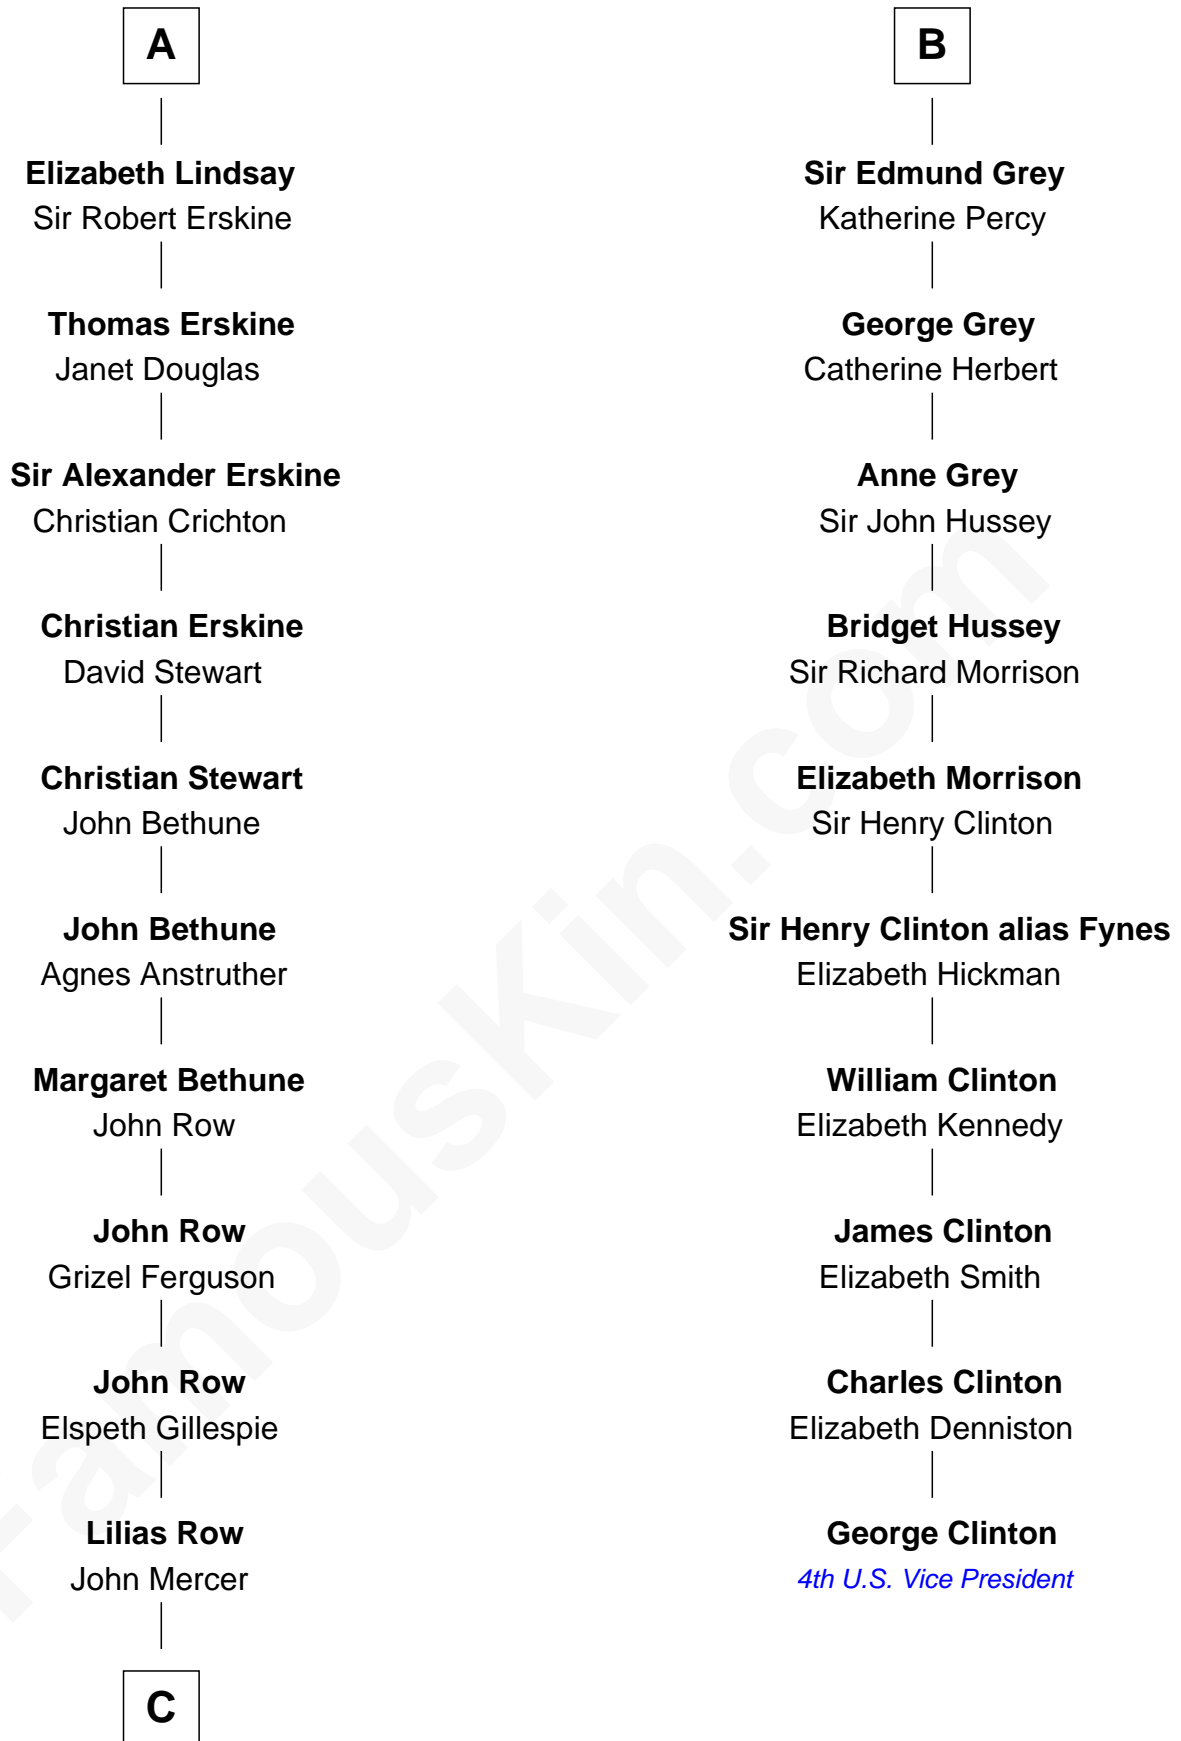 A
Elizabeth Lindsay
Sir Robert Erskine
Thomas Erskine
Janet Douglas
Sir Alexander Erskine
Christian Crichton
Christian Erskine
David Stewart
Christian Stewart
John Bethune
John Bethune
Agnes Anstruther
Margaret Bethune
John Row
John Row
Grizel Ferguson
John Row
Elspeth Gillespie
Lilias Row
John Mercer
C
B
Sir Edmund Grey
Katherine Percy
George Grey
Catherine Herbert
Anne Grey
Sir John Hussey
Bridget Hussey
Sir Richard Morrison
Elizabeth Morrison
Sir Henry Clinton
Sir Henry Clinton alias Fynes
Elizabeth Hickman
William Clinton
Elizabeth Kennedy
James Clinton
Elizabeth Smith
Charles Clinton
Elizabeth Denniston
George Clinton
4th U.S. Vice President
FamousKin.com